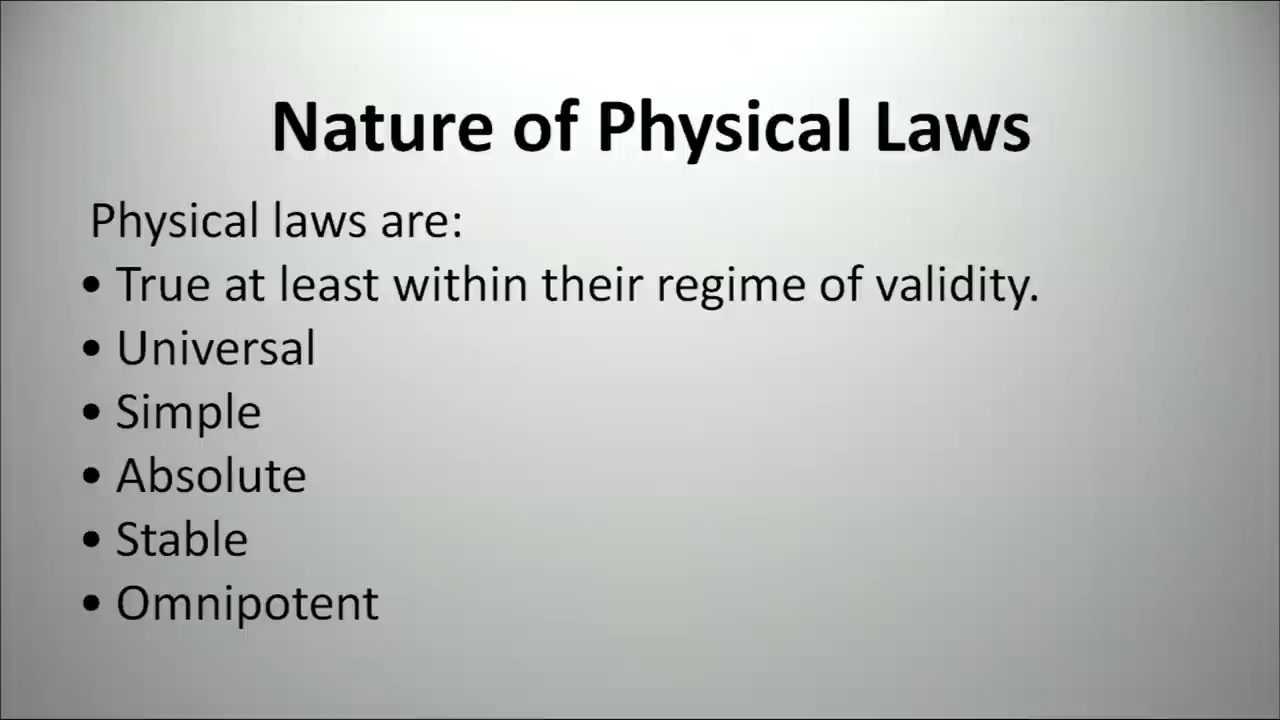 Nature of Physical Laws
Physical laws are:
• True at least within their regime of validity.
• Universal
• Simple
• Absolute
• Stable
• Omnipotent